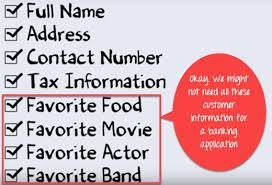 Full Name
Address
Contact Number
Tax Information
Favorite Food
Favorite Movie
Favorite Actor
Favorite Band
Okay, We might
not need all these
customer
information for
a banking
application